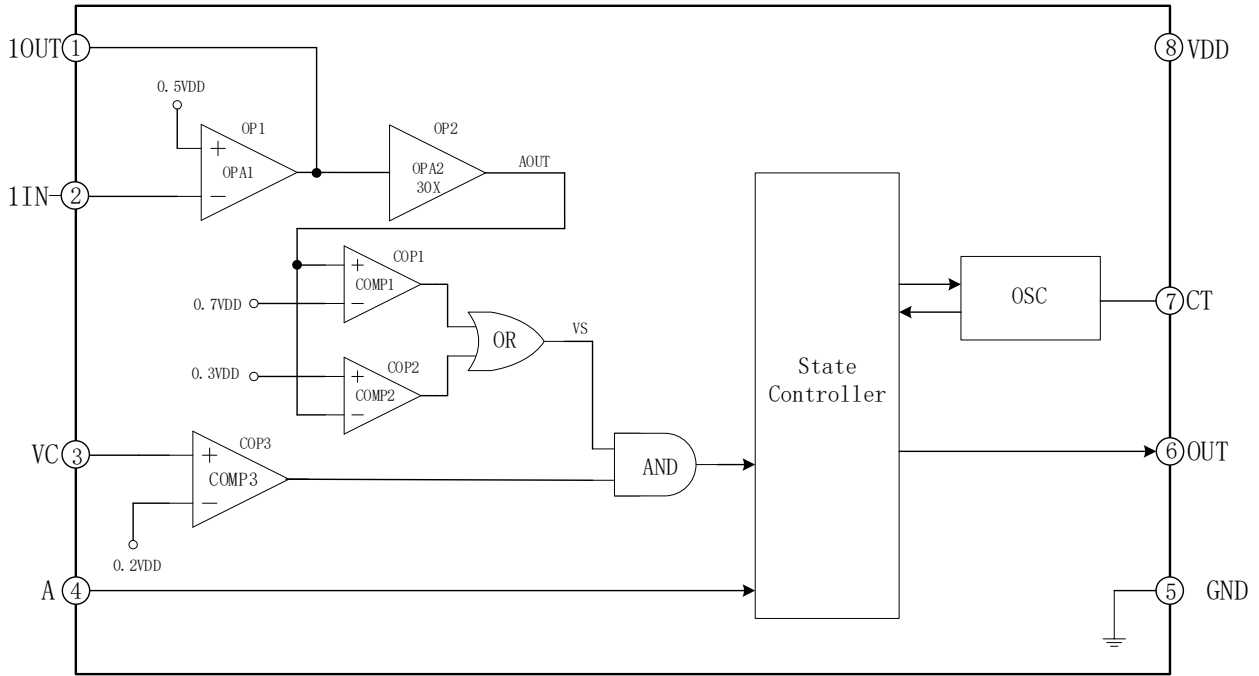 1OUT 1
8 VDD
0.5VDD
OP1
OP2
+
OPA1
-
OPA2
30X
AOUT
1IN- 2
COP1
+
COMP1
-
0.7VDD
OR
VS
COP2
0.3VDD
+
COMP2
-
State
Controller
OSC
7 CT
VC 3
COP3
+
COMP3
-
AND
6 OUT
0.2VDD
A 4
5 GND